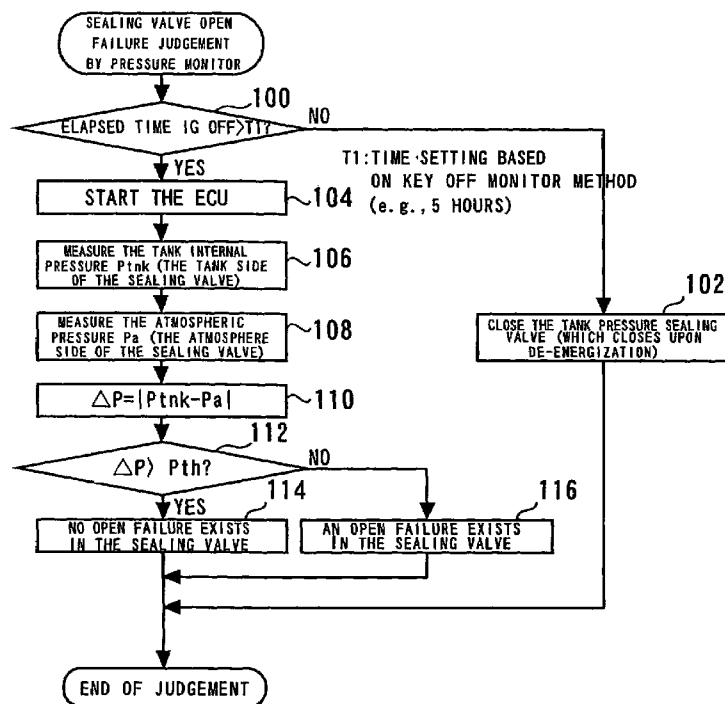 SEALING VALVE OPEN
FAILURE JUDGEMENT
BY PRESSURE MONITOR
100
ELAPSED TIME IG OFF>T1?
NO
YES
T1:TIME SETTING BASED
ON KEY OFF MONITOR METHOD
(e.g.,5 HOURS)
START THE ECU
104
MEASURE THE TANK INTERNAL
PRESSURE Ptnk (THE TANK SIDE
OF THE SEALING VALVE)
106
102
CLOSE THE TANK PRESSURE SEALING
VALVE (WHICH CLOSES UPON
DE-ENERGIZATION)
MEASURE THE ATMOSPHERIC
PRESSURE Pa (THE ATMOSPHERE
SIDE OF THE SEALING VALVE)
108
△P=|Ptnk-Pa|
110
112
△P> Pth?
NO
YES
114
NO OPEN FAILURE EXISTS
IN THE SEALING VALVE
116
AN OPEN FAILURE EXISTS
IN THE SEALING VALVE
END OF JUDGEMENT